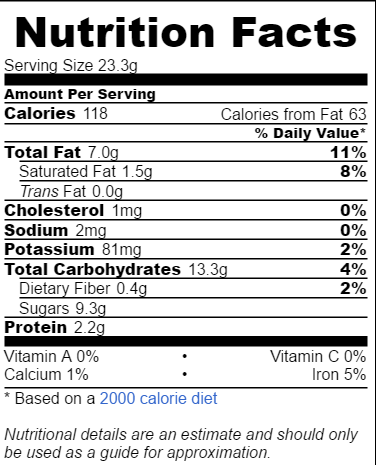 Nutrition Facts
Serving Size 23.3g
Amount Per Serving
Calories 118 Calories from Fat 63
% Daily Value*
Total Fat 7.0g 11%
Saturated Fat 1.5g 8%
Trans Fat 0.0g
Cholesterol 1mg 0%
Sodium 2mg 0%
Potassium 81mg 2%
Total Carbohydrates 13.3g 4%
Dietary Fiber 0.4g 2%
Sugars 9.3g
Protein 2.2g
Vitamin A 0% • Vitamin C 0%
Calcium 1% • Iron 5%
* Based on a 2000 calorie diet
Nutritional details are an estimate and should only
be used as a guide for approximation.